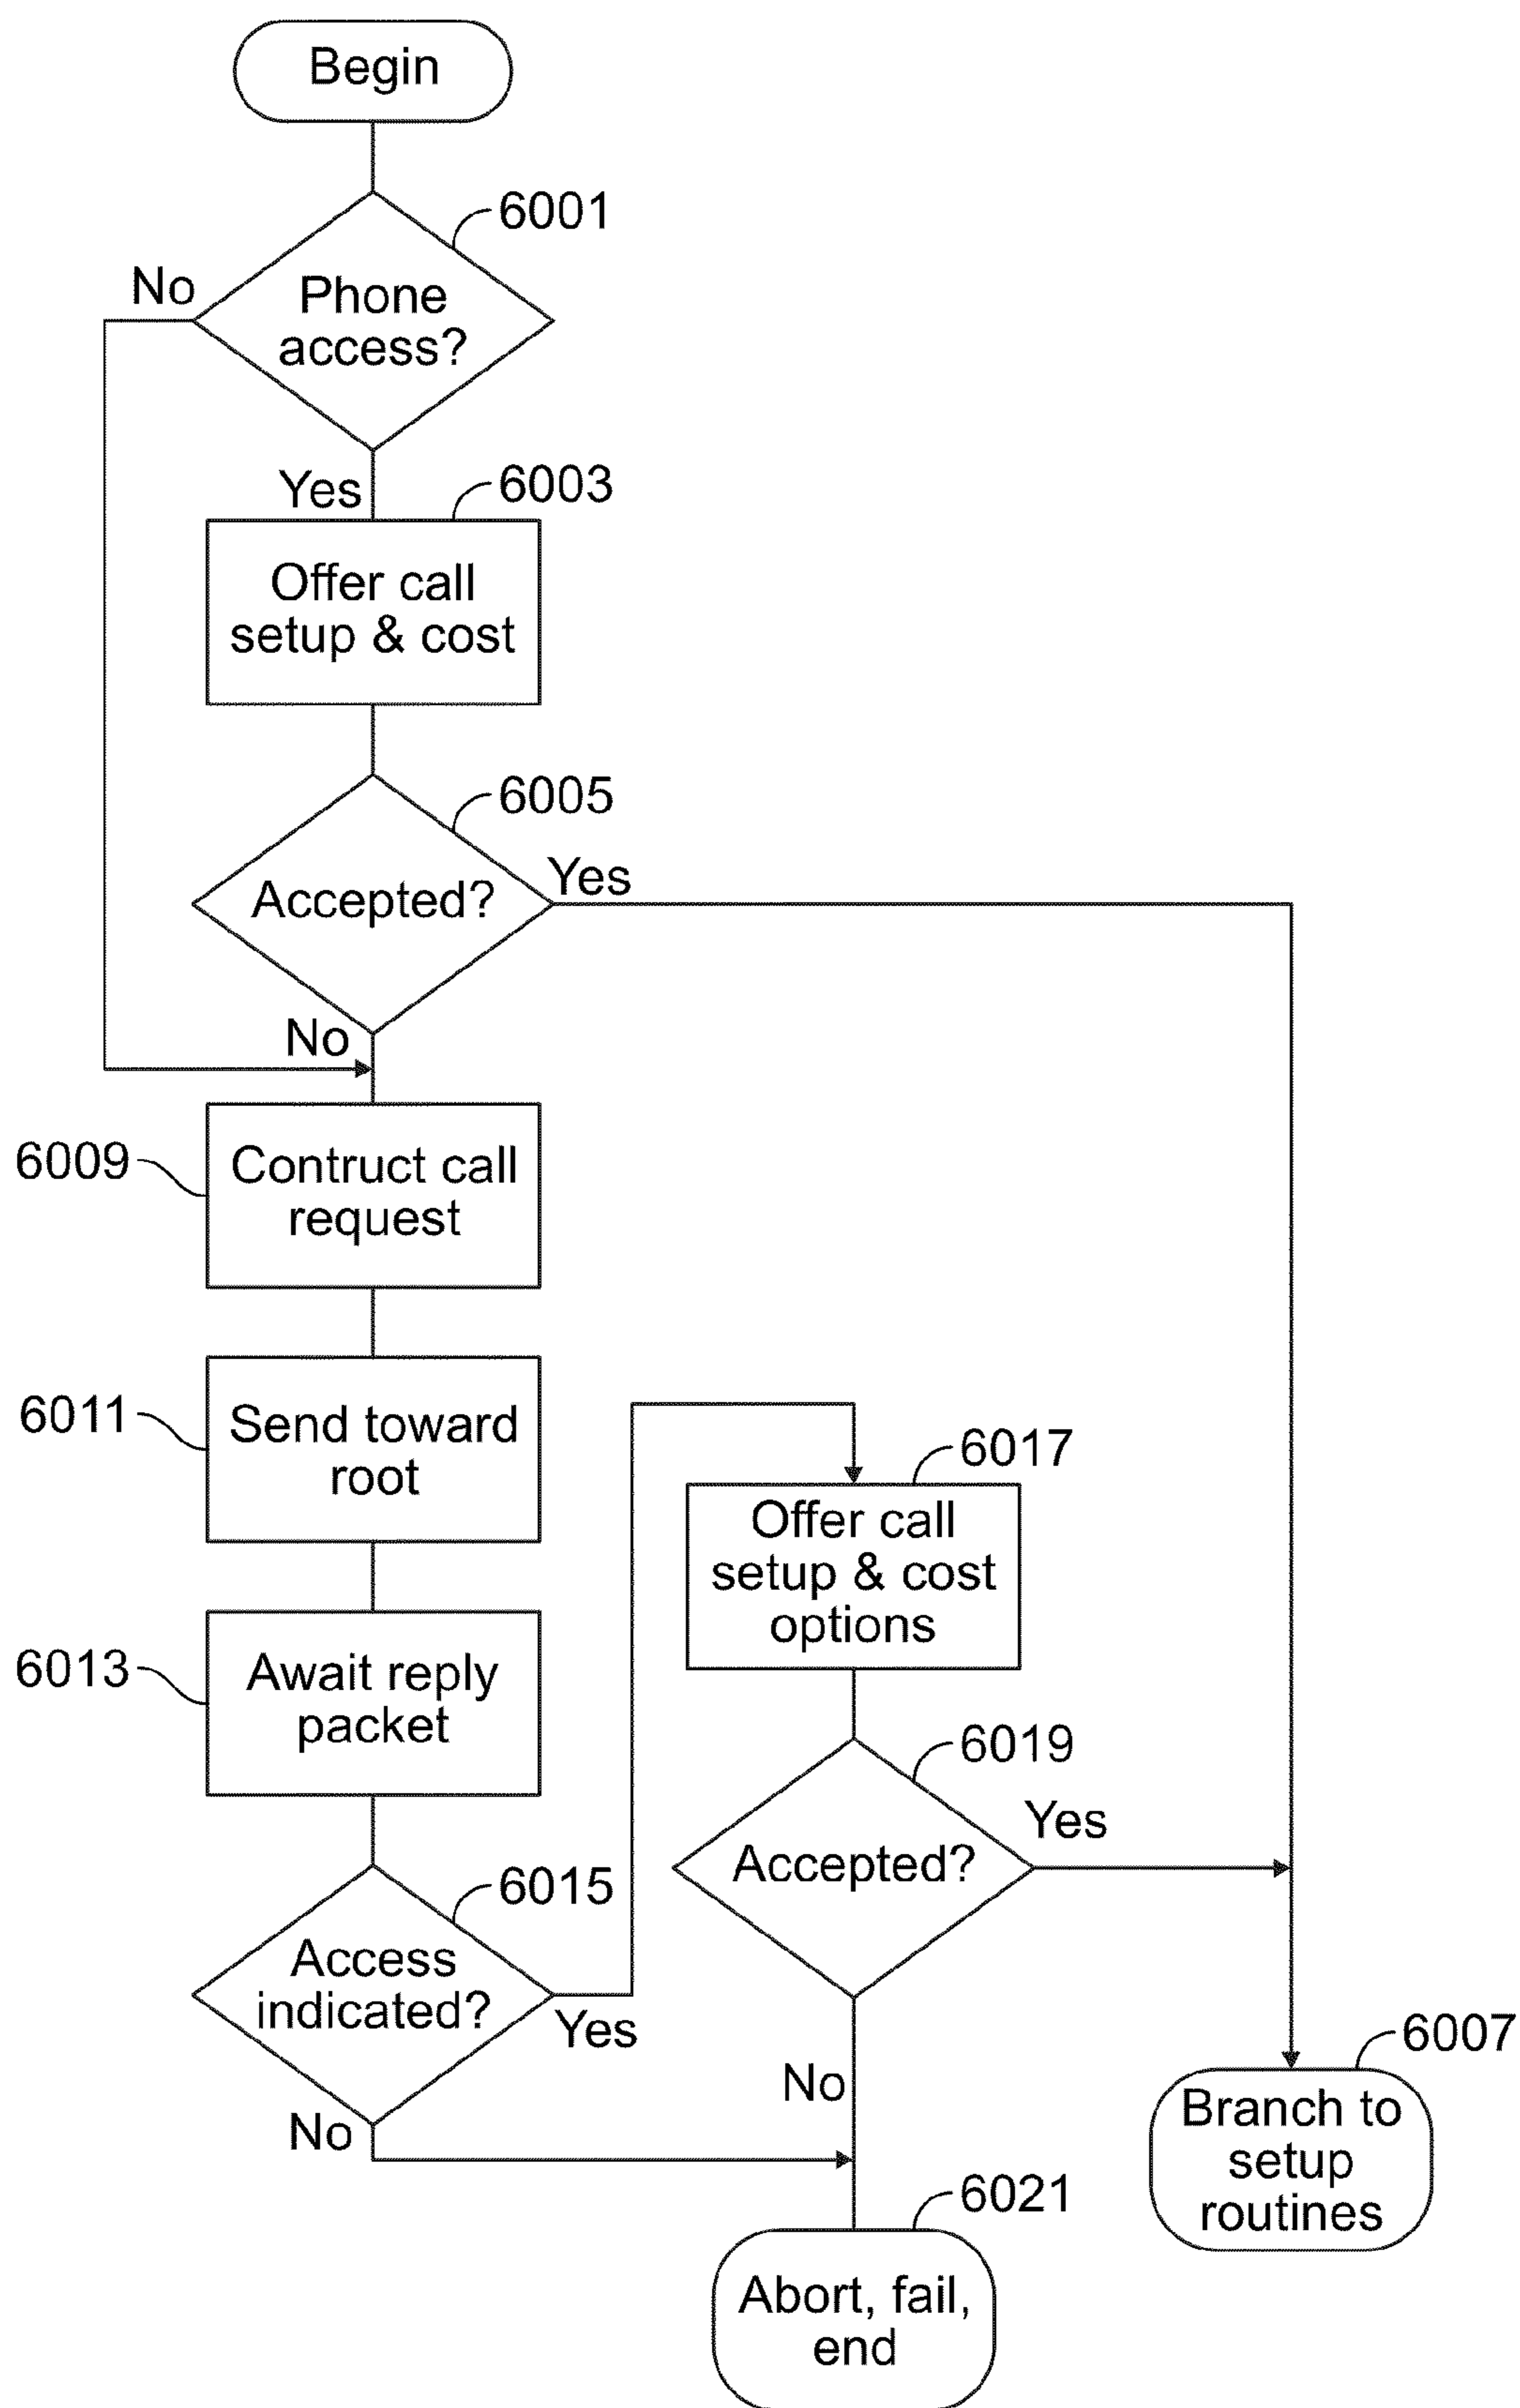 Begin
6001
No
Phone
access?
Yes
6003
Offer call
setup & cost
6005
Accepted?
Yes
No
6009
Contruct call
request
6011
Send toward
root
6013
Await reply
packet
6015
Access
indicated?
Yes
No
6017
Offer call
setup & cost
options
6019
Accepted?
Yes
No
6007
Branch to
setup
routines
6021
Abort, fail,
end